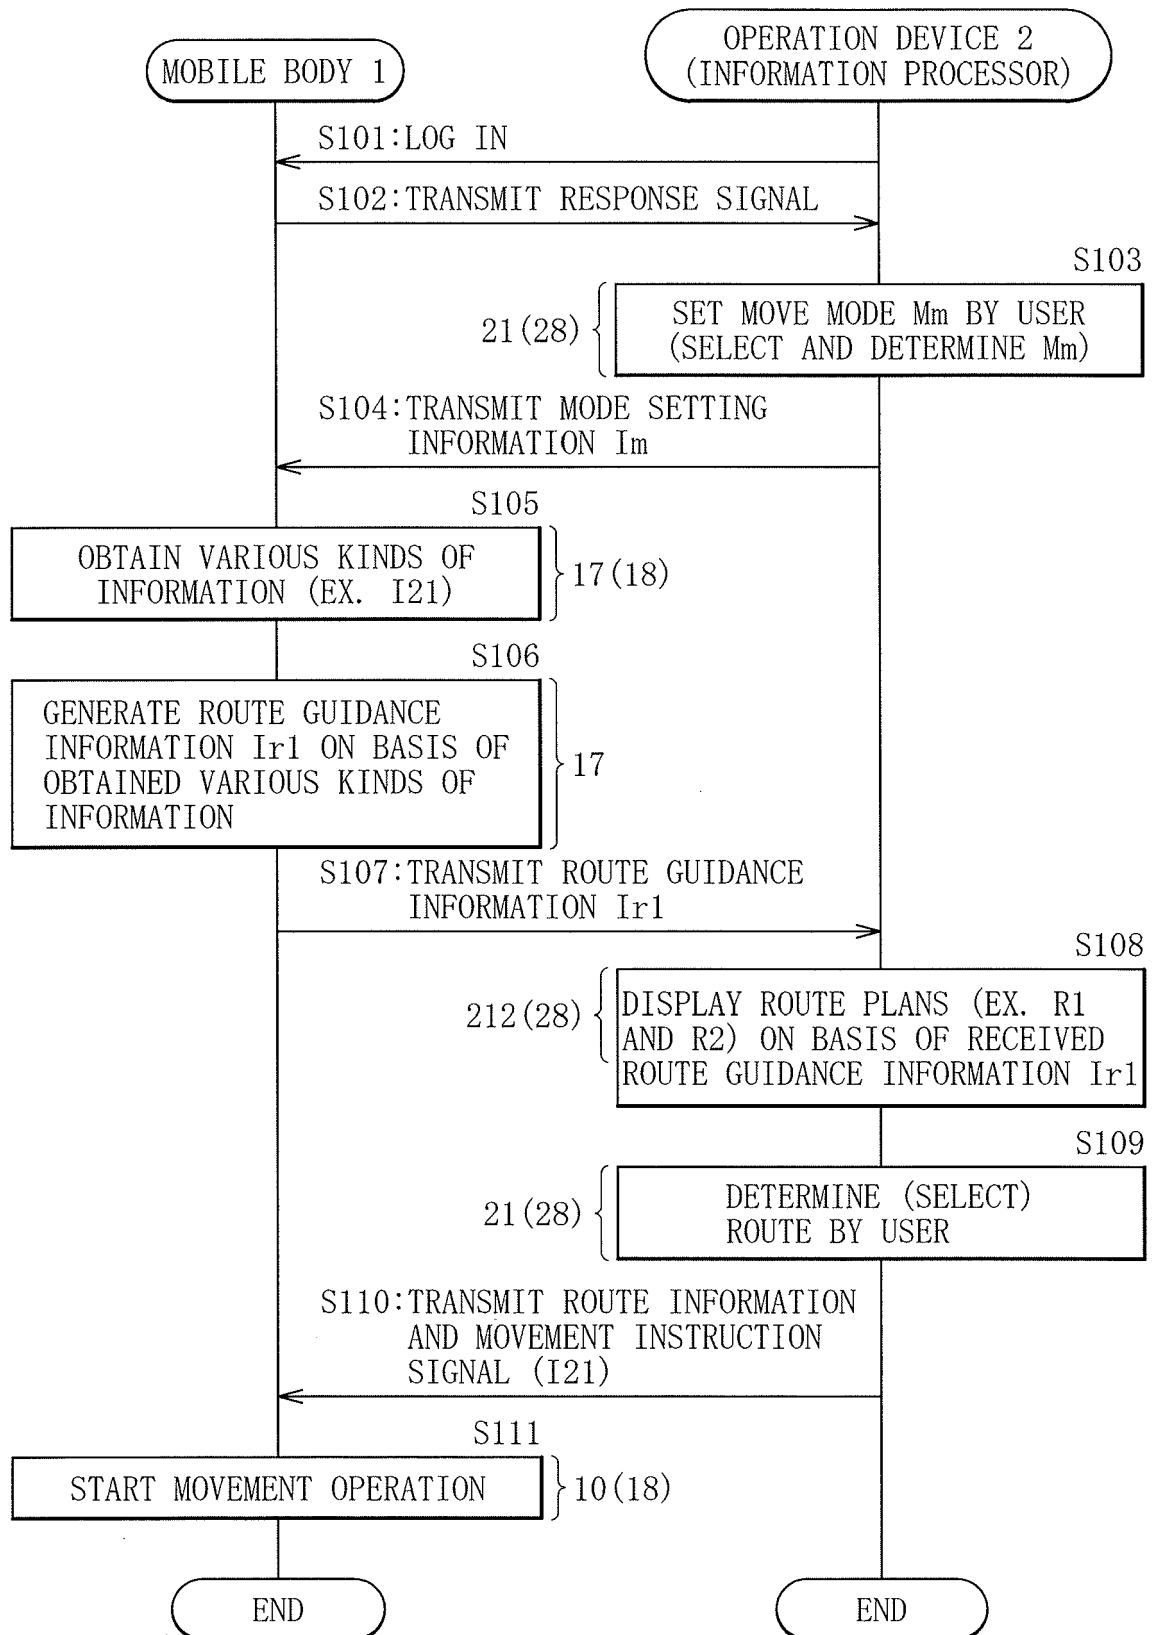 MOBILE BODY 1
OPERATION DEVICE 2
(INFORMATION PROCESSOR)
S101:LOG IN
S102:TRANSMIT RESPONSE SIGNAL
S103
21(28)
SET MOVE MODE Mm BY USER
(SELECT AND DETERMINE Mm)
S104:TRANSMIT MODE SETTING
INFORMATION Im
S105
OBTAIN VARIOUS KINDS OF
INFORMATION (EX. I21)
17(18)
S106
GENERATE ROUTE GUIDANCE
INFORMATION Ir1 ON BASIS OF
OBTAINED VARIOUS KINDS OF
INFORMATION
17
S107:TRANSMIT ROUTE GUIDANCE
INFORMATION Ir1
S108
212(28)
DISPLAY ROUTE PLANS (EX. R1
AND R2) ON BASIS OF RECEIVED
ROUTE GUIDANCE INFORMATION Ir1
S109
21(28)
DETERMINE (SELECT)
ROUTE BY USER
S110:TRANSMIT ROUTE INFORMATION
AND MOVEMENT INSTRUCTION
SIGNAL (I21)
S111
START MOVEMENT OPERATION
10(18)
END
END